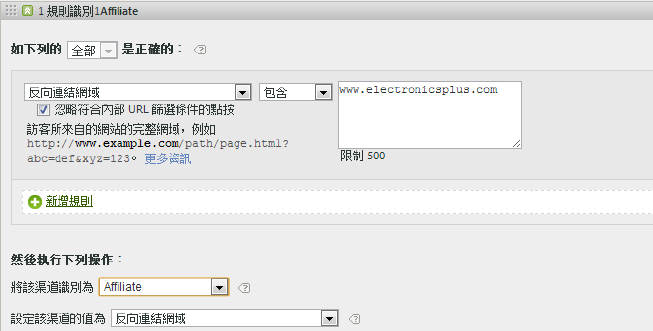 1 規則識別1Affiliate
如下列的 全部 是正確的：
反向連結網域 包含 www.electronicsplus.com
忽略符合內部 URL 篩選條件的點按
訪客所來自的網站的完整網域，例如
http://www.example.com/path/page.html?
abc=def&xyz=123。 更多資訊
限制 500
新增規則
然後執行下列操作：
將該渠道識別為 Affiliate
設定該渠道的值為 反向連結網域